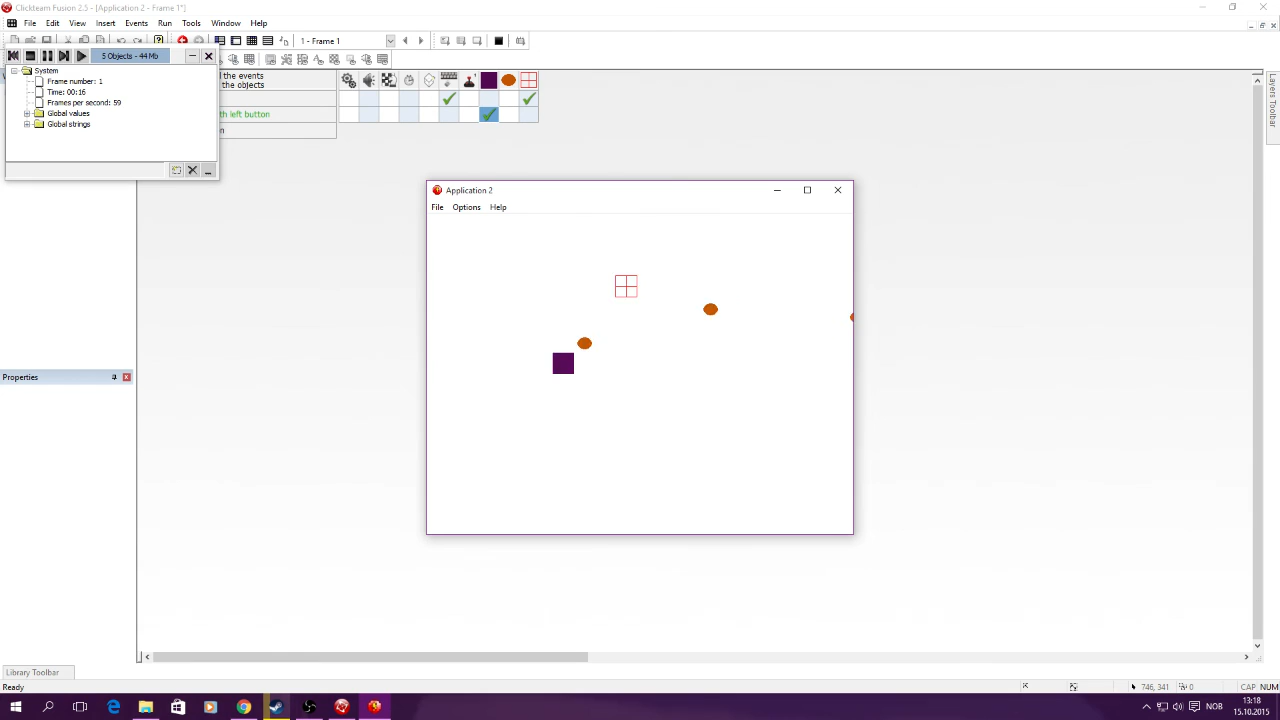 Clickteam Fusion 2.5 - [Application 2 - Frame 1*]
File Edit View Insert Events Run Tools Window Help
1 - Frame 1
5 Objects - 44 Mb
System
Frame number: 1
Time: 00:16
Frames per second: 59
Global values
Global strings
the events
the objects
left button
Layers Toolbar
Application 2
File Options Help
Properties
Library Toolbar
Ready
746, 341
0
CAP NUM
NOB
13:18
15.10.2015